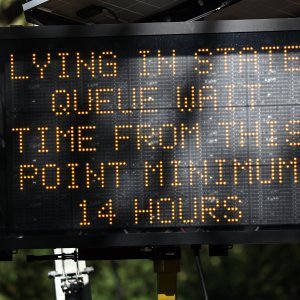 LYING IN STATE
QUEUE WAIT
TIME FROM THIS
POINT MINIMUM
14 HOURS